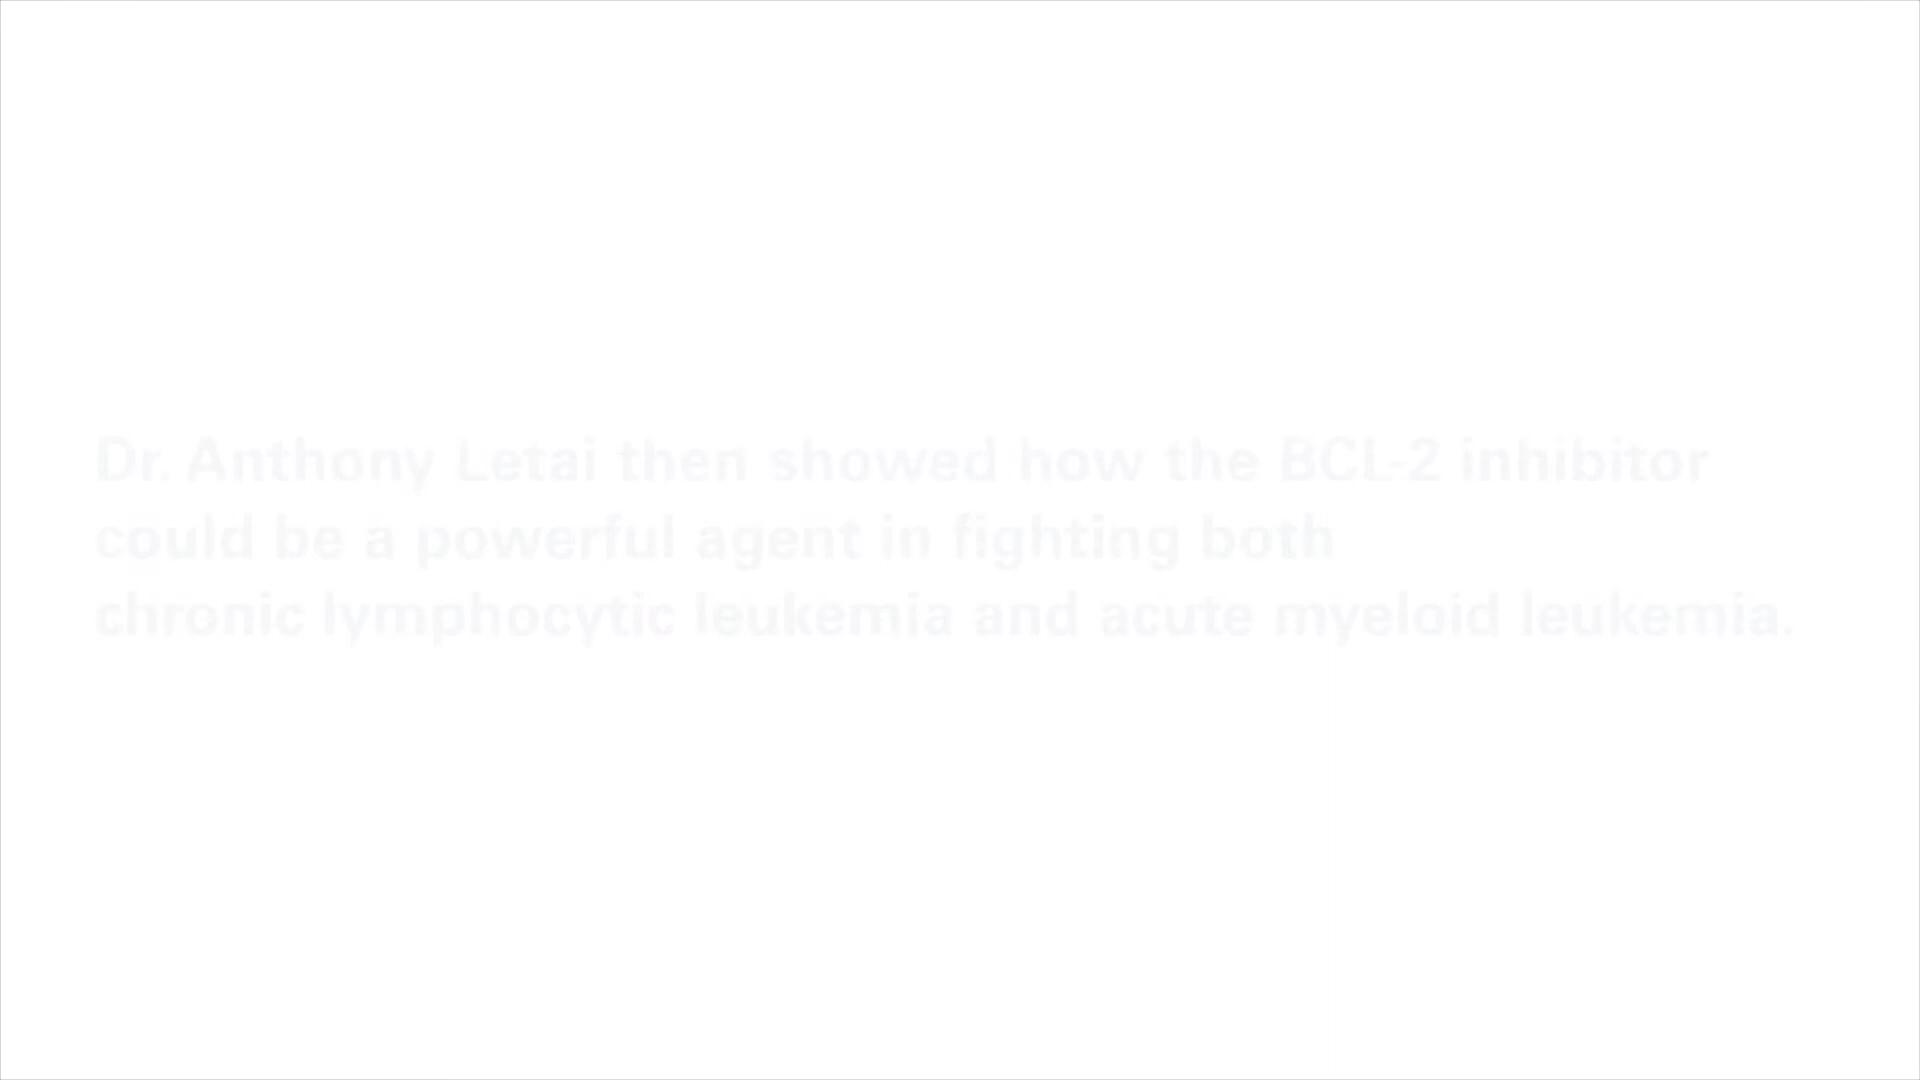 Dr. Anthony Letai then showed how the BCL-2 inhibitor
could be a powerful agent in fighting both
chronic lymphocytic leukemia and acute myeloid leukemia.